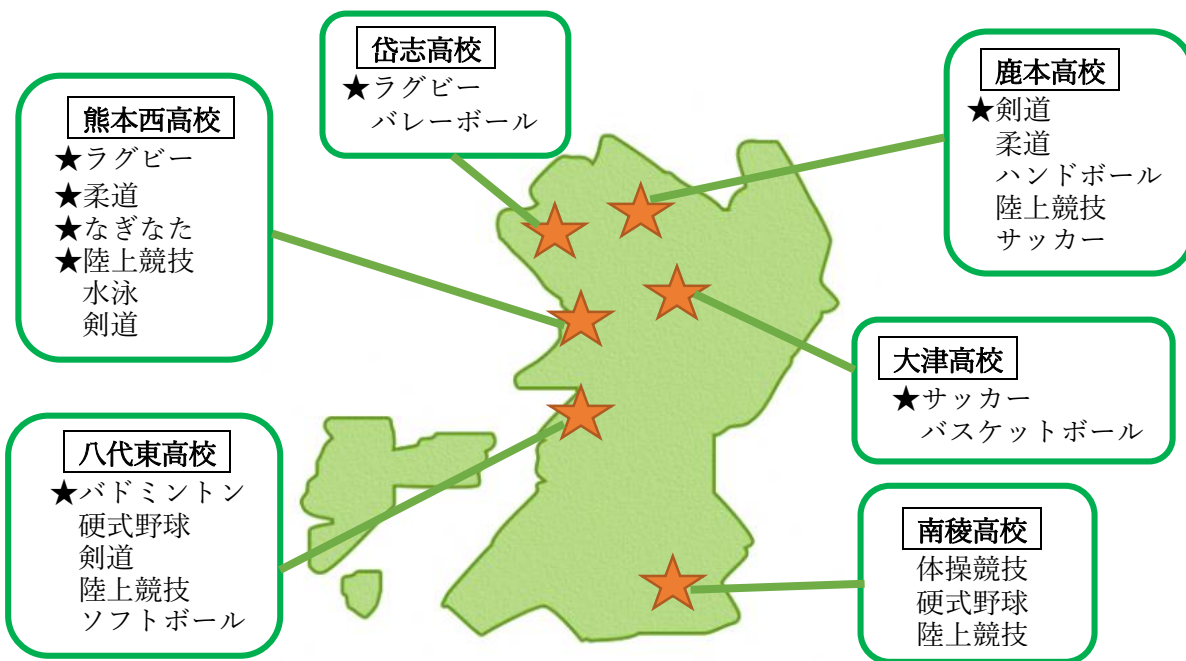 岱志高校
★ラグビー
バレーボール
鹿本高校
★剣道
柔道
ハンドボール
陸上競技
サッカー
熊本西高校
★ラグビー
★柔道
★なぎなた
★陸上競技
水泳
剣道
大津高校
★サッカー
バスケットボール
八代東高校
★バドミントン
硬式野球
剣道
陸上競技
ソフトボール
南稜高校
体操競技
硬式野球
陸上競技